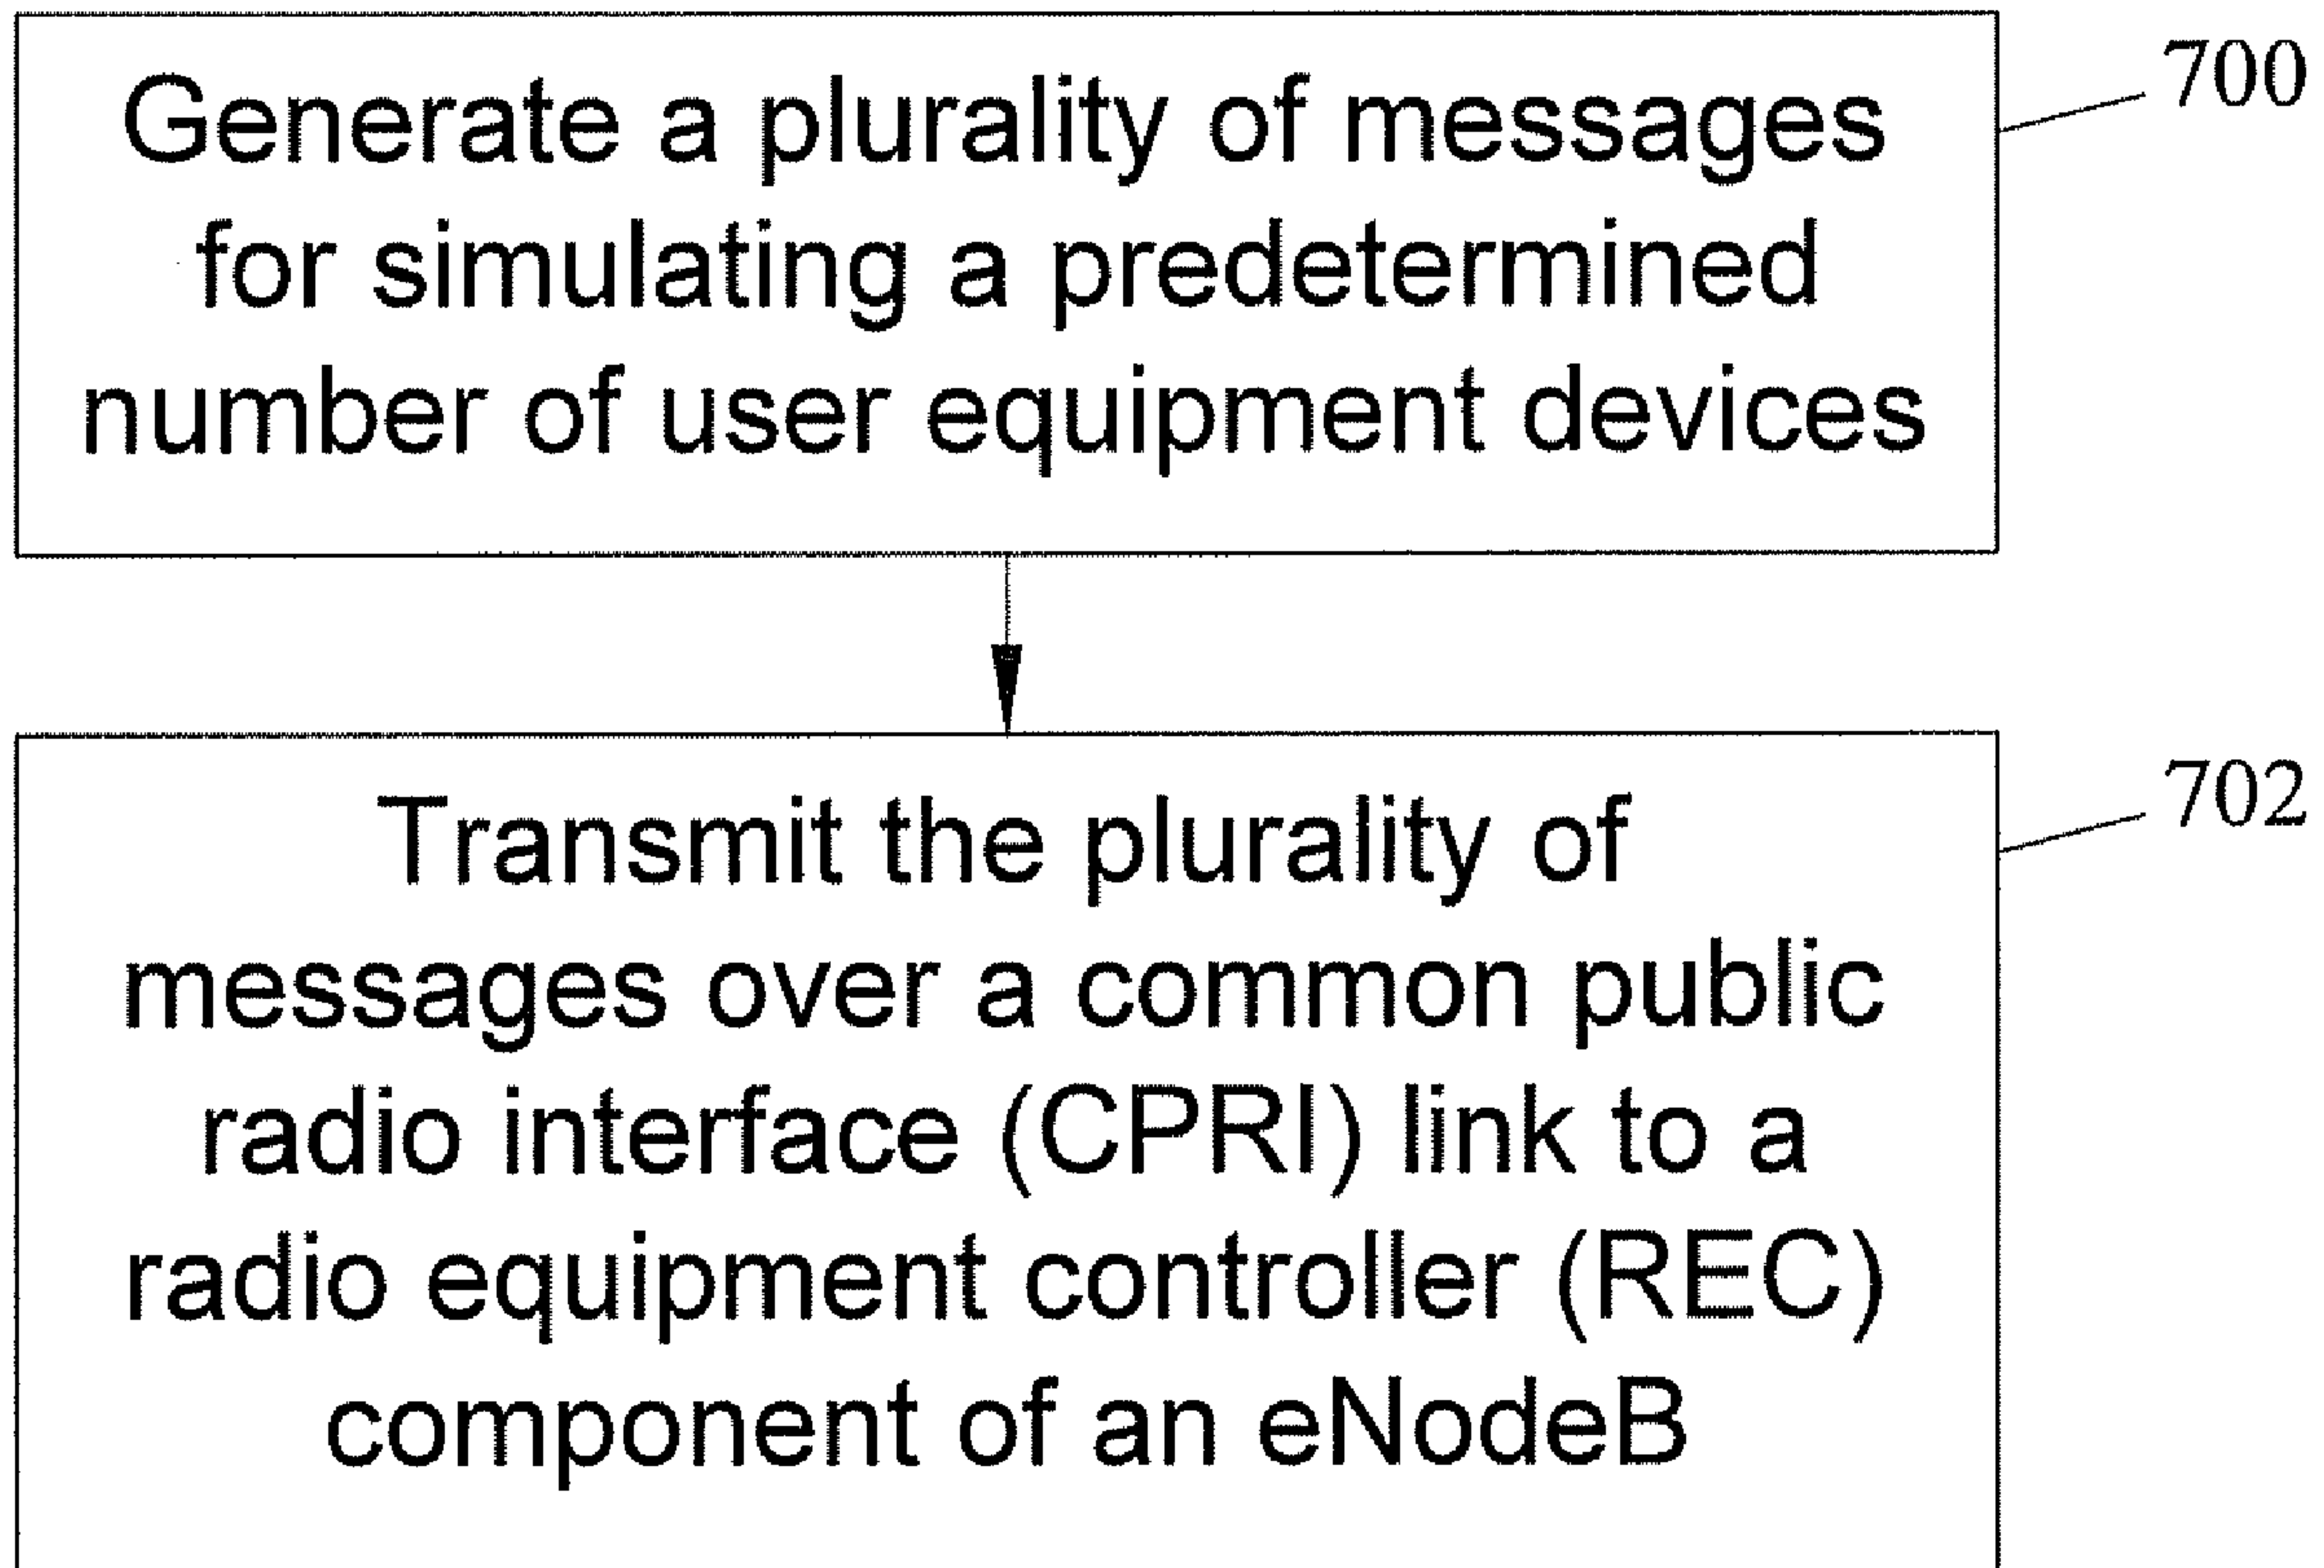 Generate a plurality of messages
for simulating a predetermined
number of user equipment devices
700
Transmit the plurality of
messages over a common public
radio interface (CPRI) link to a
radio equipment controller (REC)
component of an eNodeB
702